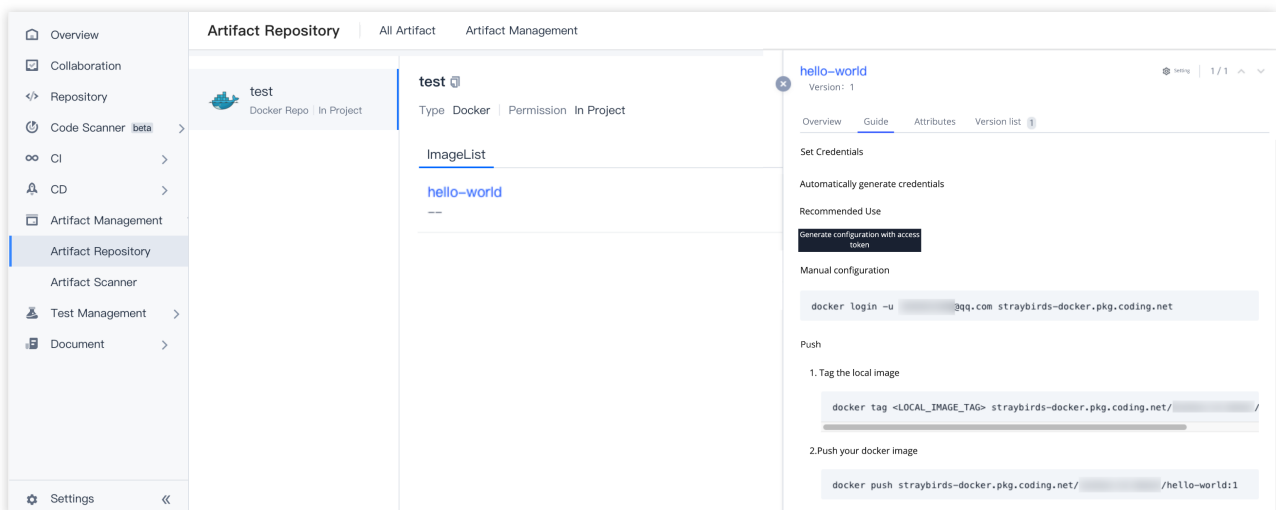 Overview
Collaboration
Repository
Code Scanner beta
CI
CD
Artifact Management
Artifact Repository
Artifact Scanner
Test Management
Document
Settings
Artifact Repository
All Artifact
Artifact Management
test
Docker Repo In Project
test
Type Docker Permission In Project
ImageList
hello-world
--
hello-world
Setting 1 / 1
Version: 1
Overview Guide Attributes Version list 1
Set Credentials
Automatically generate credentials
Recommended Use
Generate configuration with access
token
Manual configuration
docker login -u @qq.com straybirds-docker.pkg.coding.net
Push
1. Tag the local image
docker tag <LOCAL_IMAGE_TAG> straybirds-docker.pkg.coding.net/ /
2.Push your docker image
docker push straybirds-docker.pkg.coding.net/ /hello-world:1